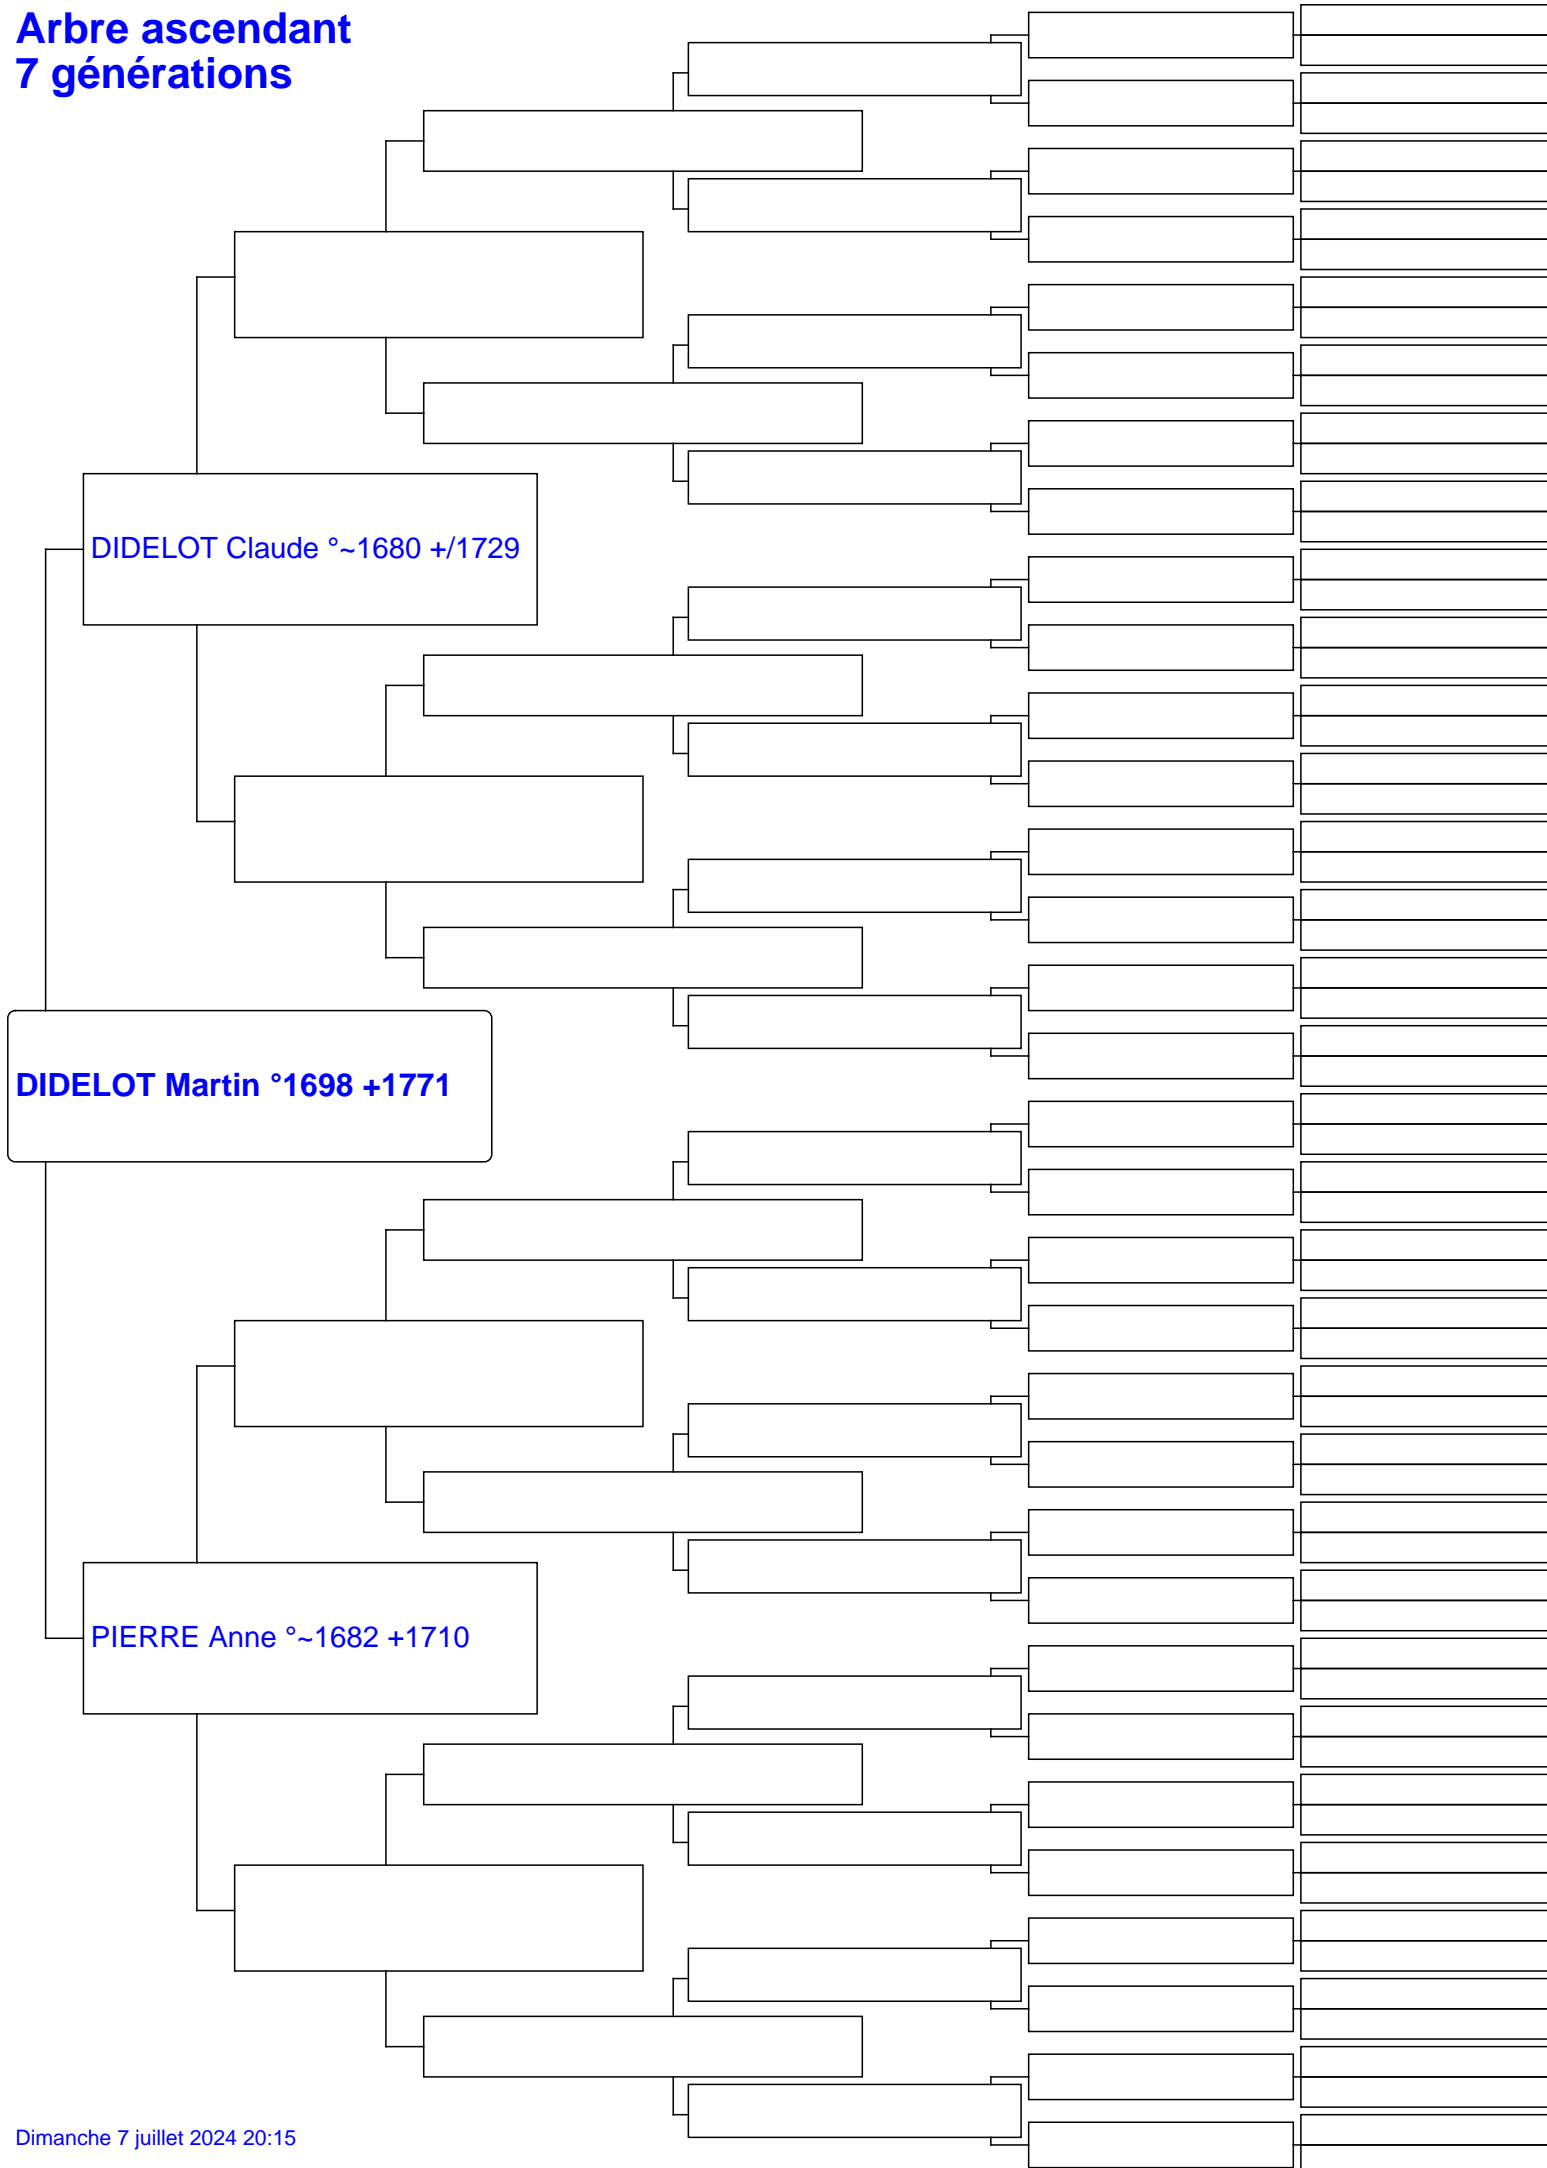 Arbre ascendant
7 générations
DIDELOT Claude °~1680 +/1729
DIDELOT Martin °1698 +1771
PIERRE Anne °~1682 +1710
Dimanche 7 juillet 2024 20:15